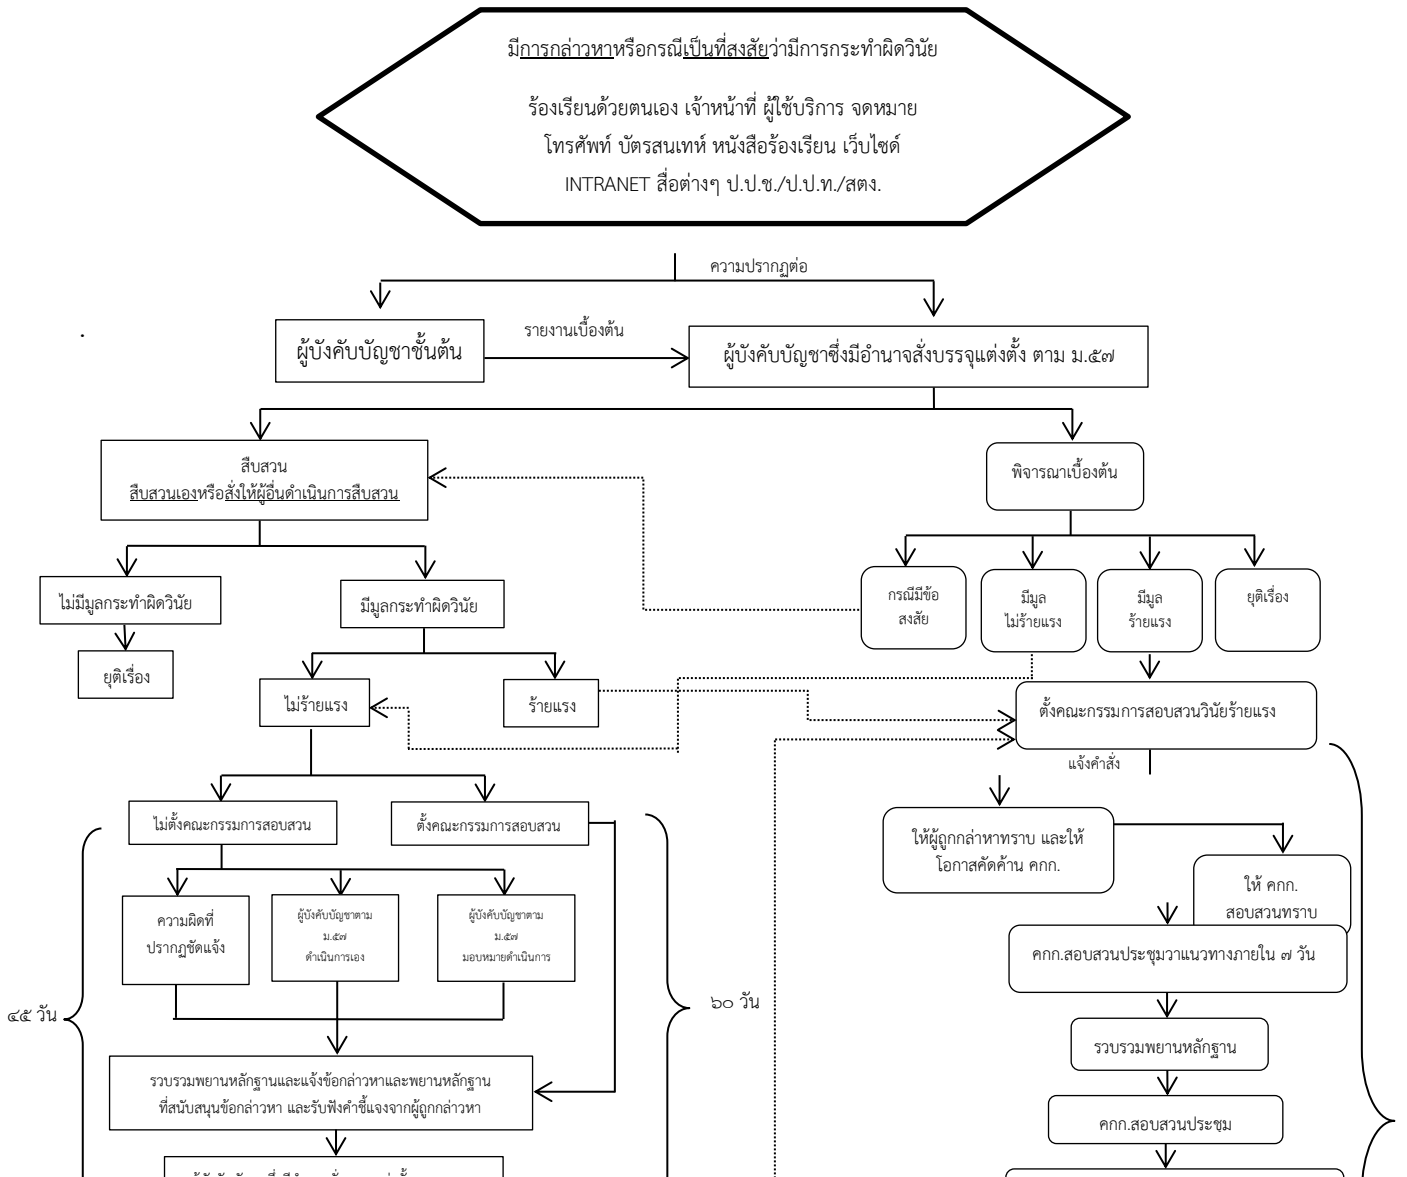 มีการกล่าวหาหรือกรณีเป็นที่สงสัยว่ามีการกระทำผิดวินัย
ร้องเรียนด้วยตนเอง เจ้าหน้าที่ ผู้ใช้บริการ จดหมาย
โทรศัพท์ บัตรสนเทห์ หนังสือร้องเรียน เว็บไซด์
INTRANET สื่อต่างๆ ป.ป.ช./ป.ป.ท./สตง.
ความปรากฏต่อ
ผู้บังคับบัญชาชั้นต้น
รายงานเบื้องต้น
ผู้บังคับบัญชาซึ่งมีอำนาจสั่งบรรจุแต่งตั้ง ตาม ม.๕๗
สืบสวน
สืบสวนเองหรือสั่งให้ผู้อื่นดำเนินการสืบสวน
พิจารณาเบื้องต้น
ไม่มีมูลกระทำผิดวินัย
มีมูลกระทำผิดวินัย
กรณีมีข้อ
สงสัย
มีมูล
ไม่ร้ายแรง
มีมูล
ร้ายแรง
ยุติเรื่อง
ยุติเรื่อง
ไม่ร้ายแรง
ร้ายแรง
ตั้งคณะกรรมการสอบสวนวินัยร้ายแรง
แจ้งคำสั่ง
ไม่ตั้งคณะกรรมการสอบสวน
ตั้งคณะกรรมการสอบสวน
ให้ผู้ถูกกล่าหาทราบ และให้
โอกาสคัดค้าน คกก.
ให้ คกก.
สอบสวนทราบ
ความผิดที่
ปรากฏชัดแจ้ง
ผู้บังคับบัญชาตาม
ม.๕๗
ดำเนินการเอง
ผู้บังคับบัญชาตาม
ม.๕๗
มอบหมายดำเนินการ
คกก.สอบสวนประชุมวาแนวทางภายใน ๗ วัน
๔๕ วัน
๖๐ วัน
รวบรวมพยานหลักฐาน
รวบรวมพยานหลักฐานและแจ้งข้อกล่าวหาและพยานหลักฐาน
ที่สนับสนุนข้อกล่าวหา และรับฟังคำชี้แจงจากผู้ถูกกล่าวหา
คกก.สอบสวนประชุม